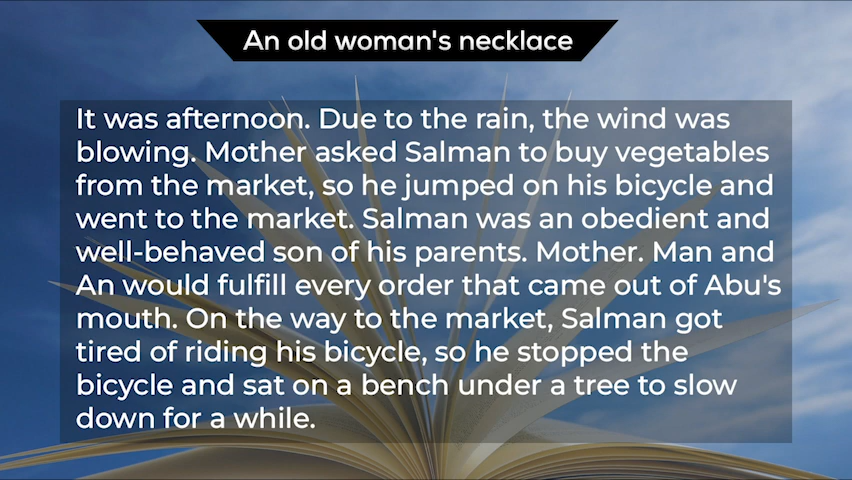 An old woman's necklace
It was afternoon. Due to the rain, the wind was
blowing. Mother asked Salman to buy vegetables
from the market, so he jumped on his bicycle and
went to the market. Salman was an obedient and
well-behaved son of his parents. Mother. Man and
An would fulfill every order that came out of Abu's
mouth. On the way to the market, Salman got
tired of riding his bicycle, so he stopped the
bicycle and sat on a bench under a tree to slow
down for a while.